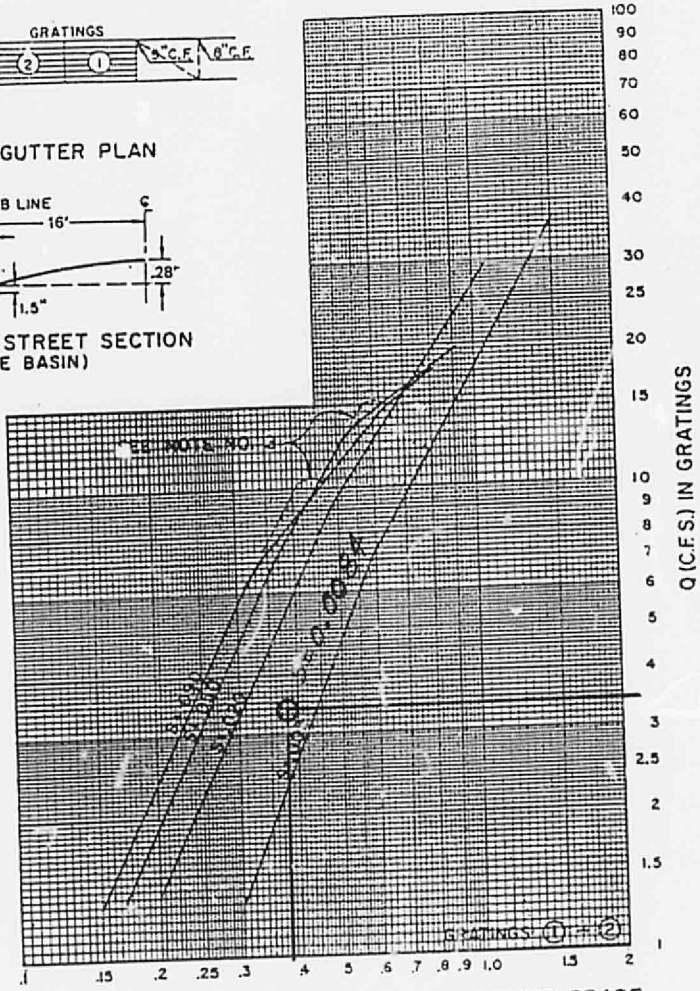 GRATINGS
2 1 9"C.F. 8"C.F.
GUTTER PLAN
B LINE
₵
16'
.28'
1.5"
STREET SECTION
E BASIN)
SEE NOTE NO. 3
S=0.0084
GRATINGS: 1 - 2
100
90
80
70
60
50
40
30
25
20
15
10
9
8
7
6
5
4
3
2.5
2
1.5
1
Q (C.F.S.) IN GRATINGS
.1 .15 .2 .25 .3 .4 .5 .6 .7 .8 .9 1.0 1.5 2